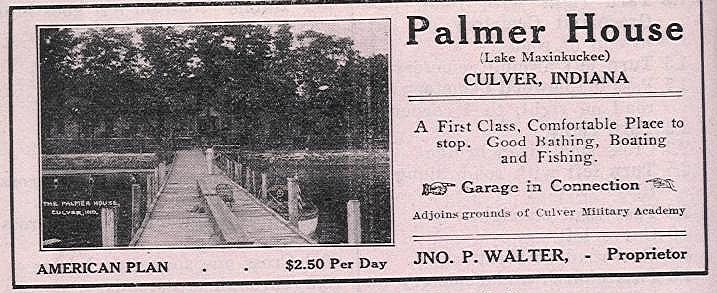 Palmer House
(Lake Maxinkuckee)
CULVER, INDIANA
A First Class, Comfortable Place to
stop. Good Bathing, Boating
and Fishing.
Garage in Connection
Adjoins grounds of Culver Military Academy
JNO. P. WALTER, - Proprietor
THE PALMER HOUSE,
CULVER, IND.
AMERICAN PLAN . . $2.50 Per Day